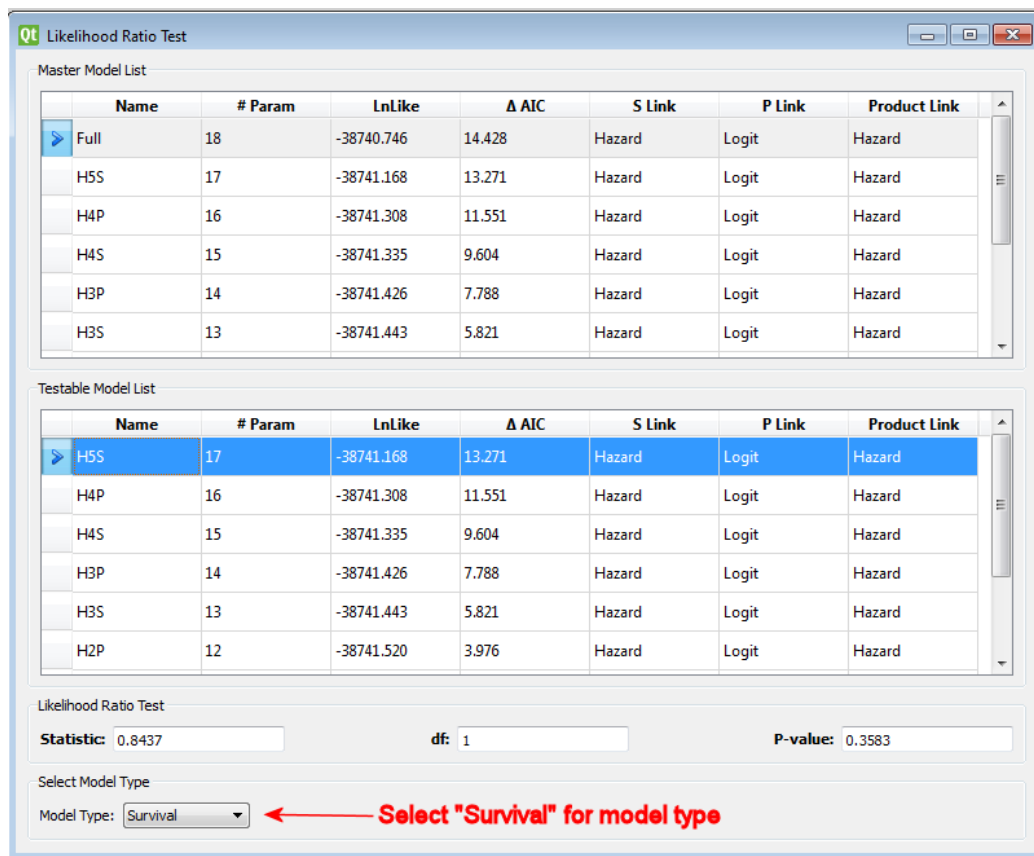 Qt Likelihood Ratio Test
Master Model List
Name # Param LnLike Δ AIC S Link P Link Product Link
Full 18 -38740.746 14.428 Hazard Logit Hazard
H5S 17 -38741.168 13.271 Hazard Logit Hazard
H4P 16 -38741.308 11.551 Hazard Logit Hazard
H4S 15 -38741.335 9.604 Hazard Logit Hazard
H3P 14 -38741.426 7.788 Hazard Logit Hazard
H3S 13 -38741.443 5.821 Hazard Logit Hazard
Testable Model List
Name # Param LnLike Δ AIC S Link P Link Product Link
H5S 17 -38741.168 13.271 Hazard Logit Hazard
H4P 16 -38741.308 11.551 Hazard Logit Hazard
H4S 15 -38741.335 9.604 Hazard Logit Hazard
H3P 14 -38741.426 7.788 Hazard Logit Hazard
H3S 13 -38741.443 5.821 Hazard Logit Hazard
H2P 12 -38741.520 3.976 Hazard Logit Hazard
Likelihood Ratio Test
Statistic: 0.8437 df: 1 P-value: 0.3583
Select Model Type
Model Type: Survival Select "Survival" for model type